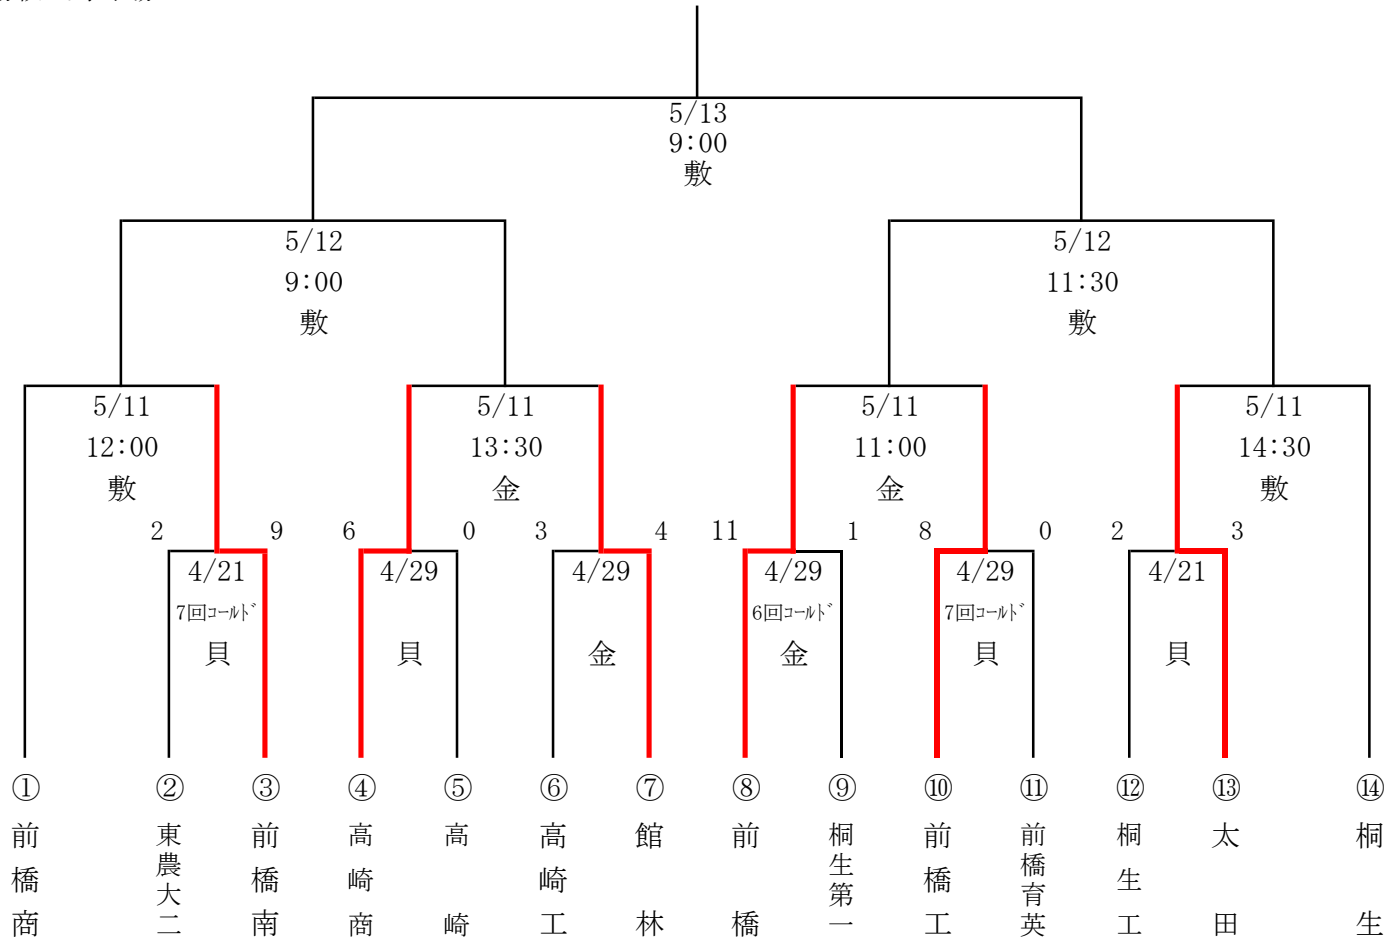 5/13
9:00
敷
5/12
9:00
敷
5/12
11:30
敷
5/11
12:00
敷
5/11
13:30
金
5/11
11:00
金
5/11
14:30
敷
2 9 6 0 3 4 11 1 8 0 2 3
4/21
7回コールド
貝
4/29
貝
4/29
金
4/29
6回コールド
金
4/29
7回コールド
貝
4/21
貝
① ② ③ ④ ⑤ ⑥ ⑦ ⑧ ⑨ ⑩ ⑪ ⑫ ⑬ ⑭
前橋商
東農大二
前橋南
高崎商
高崎
高崎工
館林
前橋
桐生第一
前橋工
前橋育英
桐生工
太田
桐生